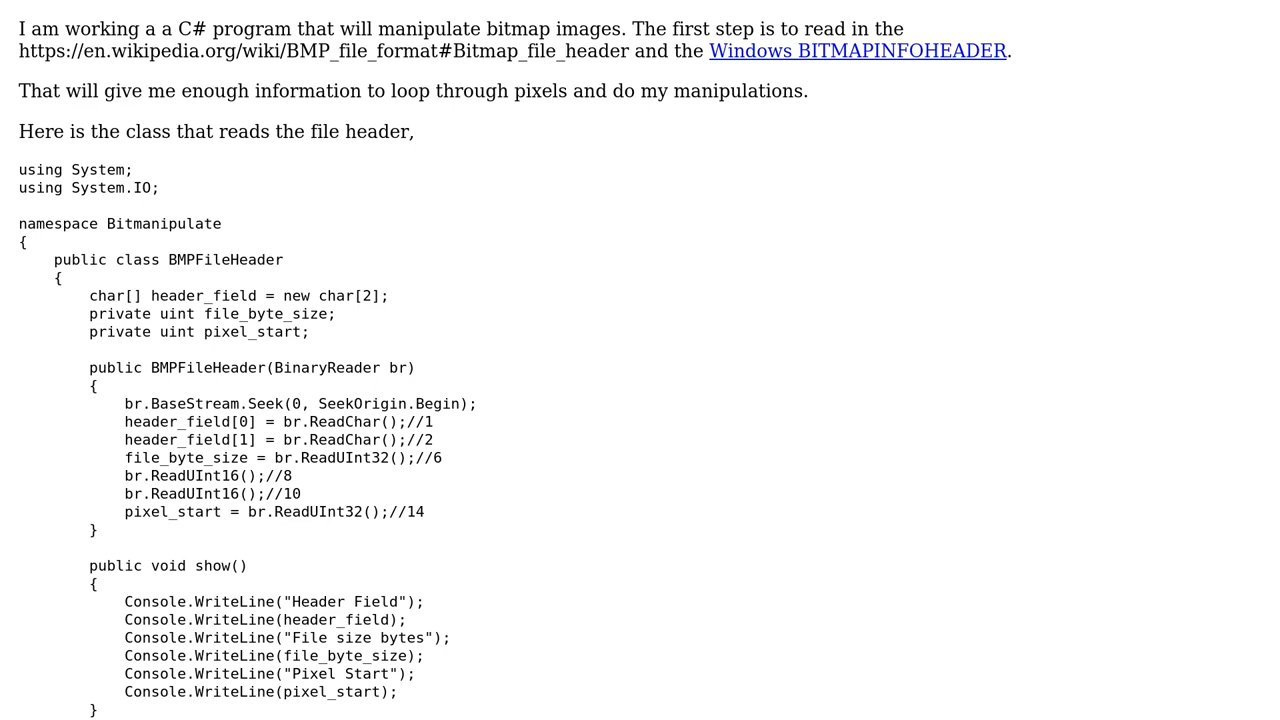 I am working a a C# program that will manipulate bitmap images. The first step is to read in the
https://en.wikipedia.org/wiki/BMP_file_format#Bitmap_file_header and the Windows BITMAPINFOHEADER.
That will give me enough information to loop through pixels and do my manipulations.
Here is the class that reads the file header,
using System;
using System.IO;
namespace Bitmanipulate
{
    public class BMPFileHeader
    {
        char[] header_field = new char[2];
        private uint file_byte_size;
        private uint pixel_start;
        public BMPFileHeader(BinaryReader br)
        {
            br.BaseStream.Seek(0, SeekOrigin.Begin);
            header_field[0] = br.ReadChar();//1
            header_field[1] = br.ReadChar();//2
            file_byte_size = br.ReadUInt32();//6
            br.ReadUInt16();//8
            br.ReadUInt16();//10
            pixel_start = br.ReadUInt32();//14
        }
        public void show()
        {
            Console.WriteLine("Header Field");
            Console.WriteLine(header_field);
            Console.WriteLine("File size bytes");
            Console.WriteLine(file_byte_size);
            Console.WriteLine("Pixel Start");
            Console.WriteLine(pixel_start);
        }